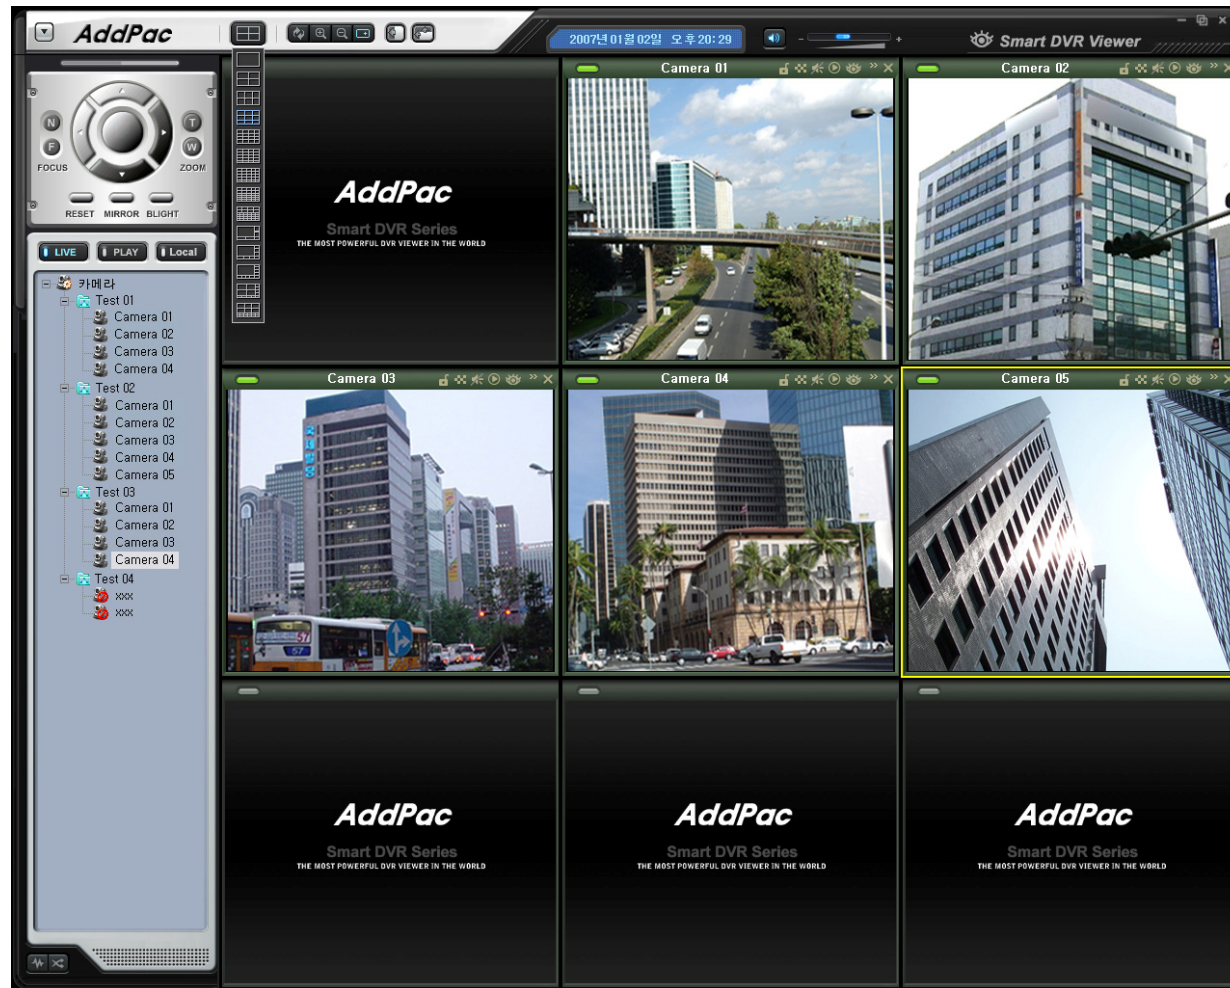 AddPac
2007년 01월 02일 오후 20:29
- +
Smart DVR Viewer
N
T
F
W
FOCUS
ZOOM
RESET MIRROR BLIGHT
LIVE PLAY Local
카메라
Test 01
Camera 01
Camera 02
Camera 03
Camera 04
Test 02
Camera 01
Camera 02
Camera 03
Camera 04
Camera 05
Test 03
Camera 01
Camera 02
Camera 03
Camera 04
Test 04
xxx
xxx
AddPac
Smart DVR Series
THE MOST POWERFUL DVR VIEWER IN THE WORLD
Camera 01
Camera 02
Camera 03
57
57
Camera 04
Camera 05
AddPac
Smart DVR Series
THE MOST POWERFUL DVR VIEWER IN THE WORLD
AddPac
Smart DVR Series
THE MOST POWERFUL DVR VIEWER IN THE WORLD
AddPac
Smart DVR Series
THE MOST POWERFUL DVR VIEWER IN THE WORLD